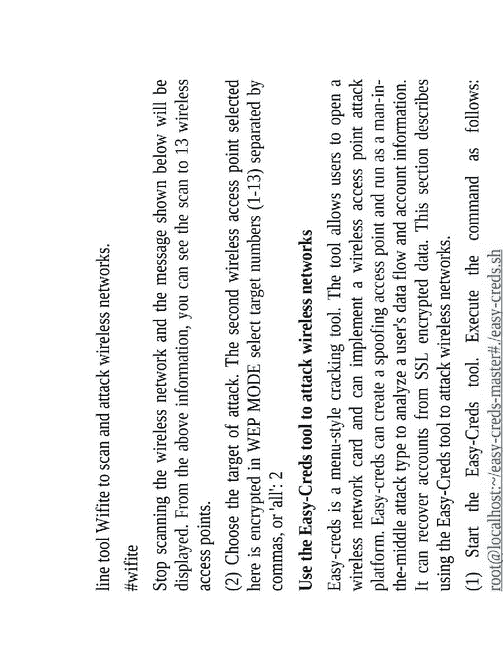 line tool Wifite to scan and attack wireless networks.
#wifite
Stop scanning the wireless network and the message shown below will be
displayed. From the above information, you can see the scan to 13 wireless
access points.
(2) Choose the target of attack. The second wireless access point selected
here is encrypted in WEP MODE select target numbers (1-13) separated by
commas, or 'all': 2
Use the Easy-Creds tool to attack wireless networks
Easy-creds is a menu-style cracking tool. The tool allows users to open a
wireless network card and can implement a wireless access point attack
platform. Easy-creds can create a spoofing access point and run as a man-in-
the-middle attack type to analyze a user's data flow and account information.
It can recover accounts from SSL encrypted data. This section describes
using the Easy-Creds tool to attack wireless networks.
(1) Start the Easy-Creds tool. Execute the command as follows:
root@localhost:~/easy-creds-master#./easy-creds.sh